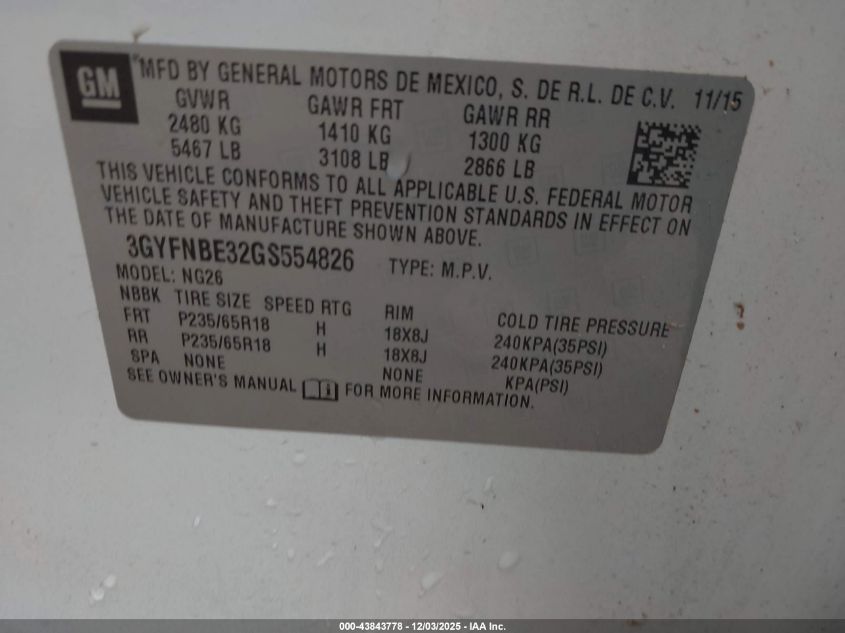 GM
MFD BY GENERAL MOTORS DE MEXICO, S. DE R.L. DE C.V. 11/15
GVWR GAWR FRT GAWR RR
2480 KG 1410 KG 1300 KG
5467 LB 3108 LB 2866 LB
THIS VEHICLE CONFORMS TO ALL APPLICABLE U.S. FEDERAL MOTOR
VEHICLE SAFETY AND THEFT PREVENTION STANDARDS IN EFFECT ON
THE DATE OF MANUFACTURE SHOWN ABOVE.
3GYFNBE32GS554826 TYPE: M.P.V.
MODEL: NG26
NBBK TIRE SIZE SPEED RTG RIM COLD TIRE PRESSURE
FRT P235/65R18 H 18X8J 240KPA(35PSI)
RR P235/65R18 H 18X8J 240KPA(35PSI)
SPA NONE NONE KPA(PSI)
SEE OWNER'S MANUAL FOR MORE INFORMATION.
000-43843778 - 12/03/2025 - IAA Inc.